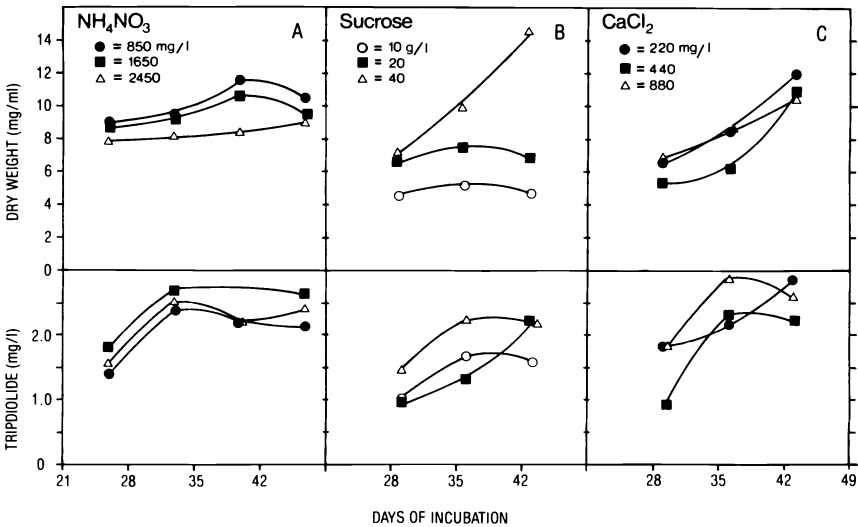 NH₄NO₃
A
● = 850 mg/l
■ = 1650
△ = 2450
Sucrose
B
○ = 10 g/l
■ = 20
△ = 40
CaCl₂
C
● = 220 mg/l
■ = 440
△ = 880
DRY WEIGHT (mg/ml)
14
12
10
8
6
4
2
0
TRIPDIOLIDE (mg/l)
2.0
1.0
0
21 28 35 42 28 35 42 28 35 42 49
DAYS OF INCUBATION